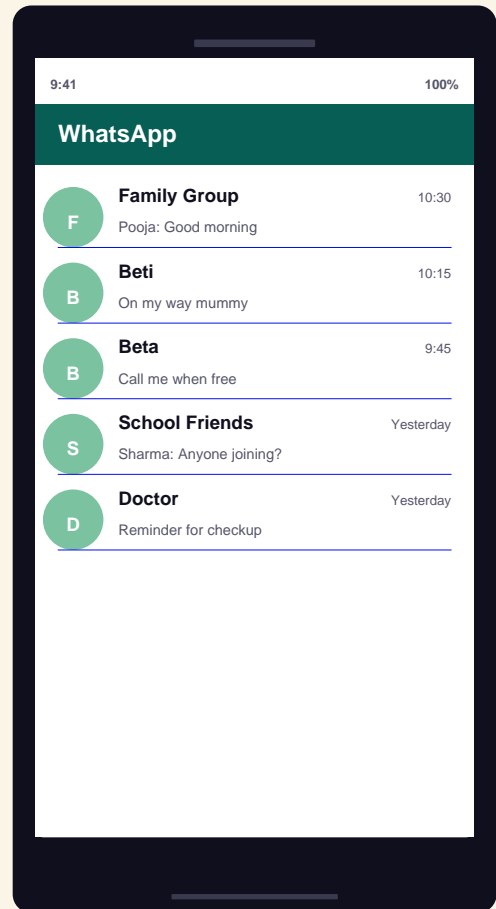 9:41 100%
WhatsApp
F
Family Group 10:30
Pooja: Good morning
B
Beti 10:15
On my way mummy
B
Beta 9:45
Call me when free
S
School Friends Yesterday
Sharma: Anyone joining?
D
Doctor Yesterday
Reminder for checkup